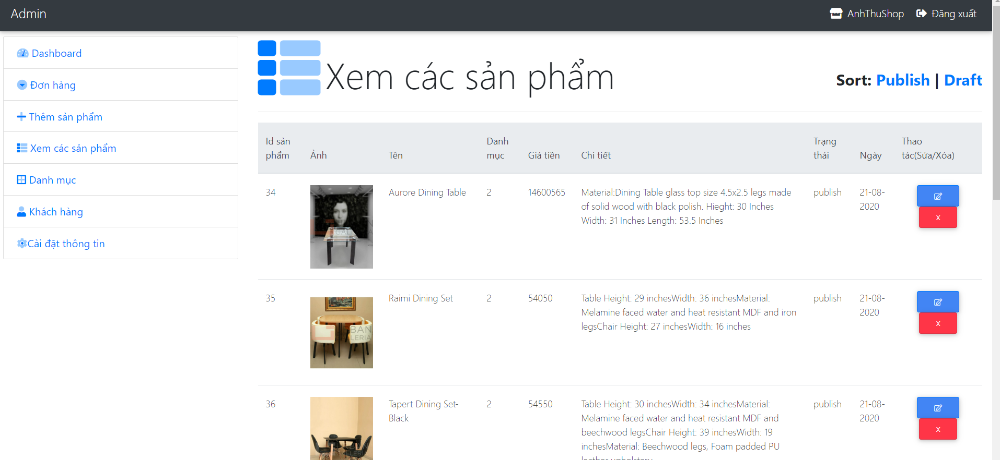 Admin
AnhThuShop
Đăng xuất
Dashboard
Đơn hàng
Thêm sản phẩm
Xem các sản phẩm
Danh mục
Khách hàng
Cài đặt thông tin
Xem các sản phẩm
Sort: Publish | Draft
Id sản
phẩm
Ảnh
Tên
Danh
mục
Giá tiền
Chi tiết
Trạng
thái
Ngày
Thao
tác(Sửa/Xóa)
34
Aurore Dining Table
2
14600565
Material:Dining Table glass top size 4.5x2.5 legs made
of solid wood with black polish. Hieght: 30 Inches
Width: 31 Inches Length: 53.5 Inches
publish
21-08-
2020
x
35
Raimi Dining Set
2
54050
Table Height: 29 inchesWidth: 36 inchesMaterial:
Melamine faced water and heat resistant MDF and iron
legsChair Height: 27 inchesWidth: 16 inches
publish
21-08-
2020
x
36
Tapert Dining Set-
Black
2
54550
Table Height: 30 inchesWidth: 34 inchesMaterial:
Melamine faced water and heat resistant MDF and
beechwood legsChair Height: 39 inchesWidth: 19
inchesMaterial: Beechwood legs, Foam padded PU
leather upholstery
publish
21-08-
2020
x